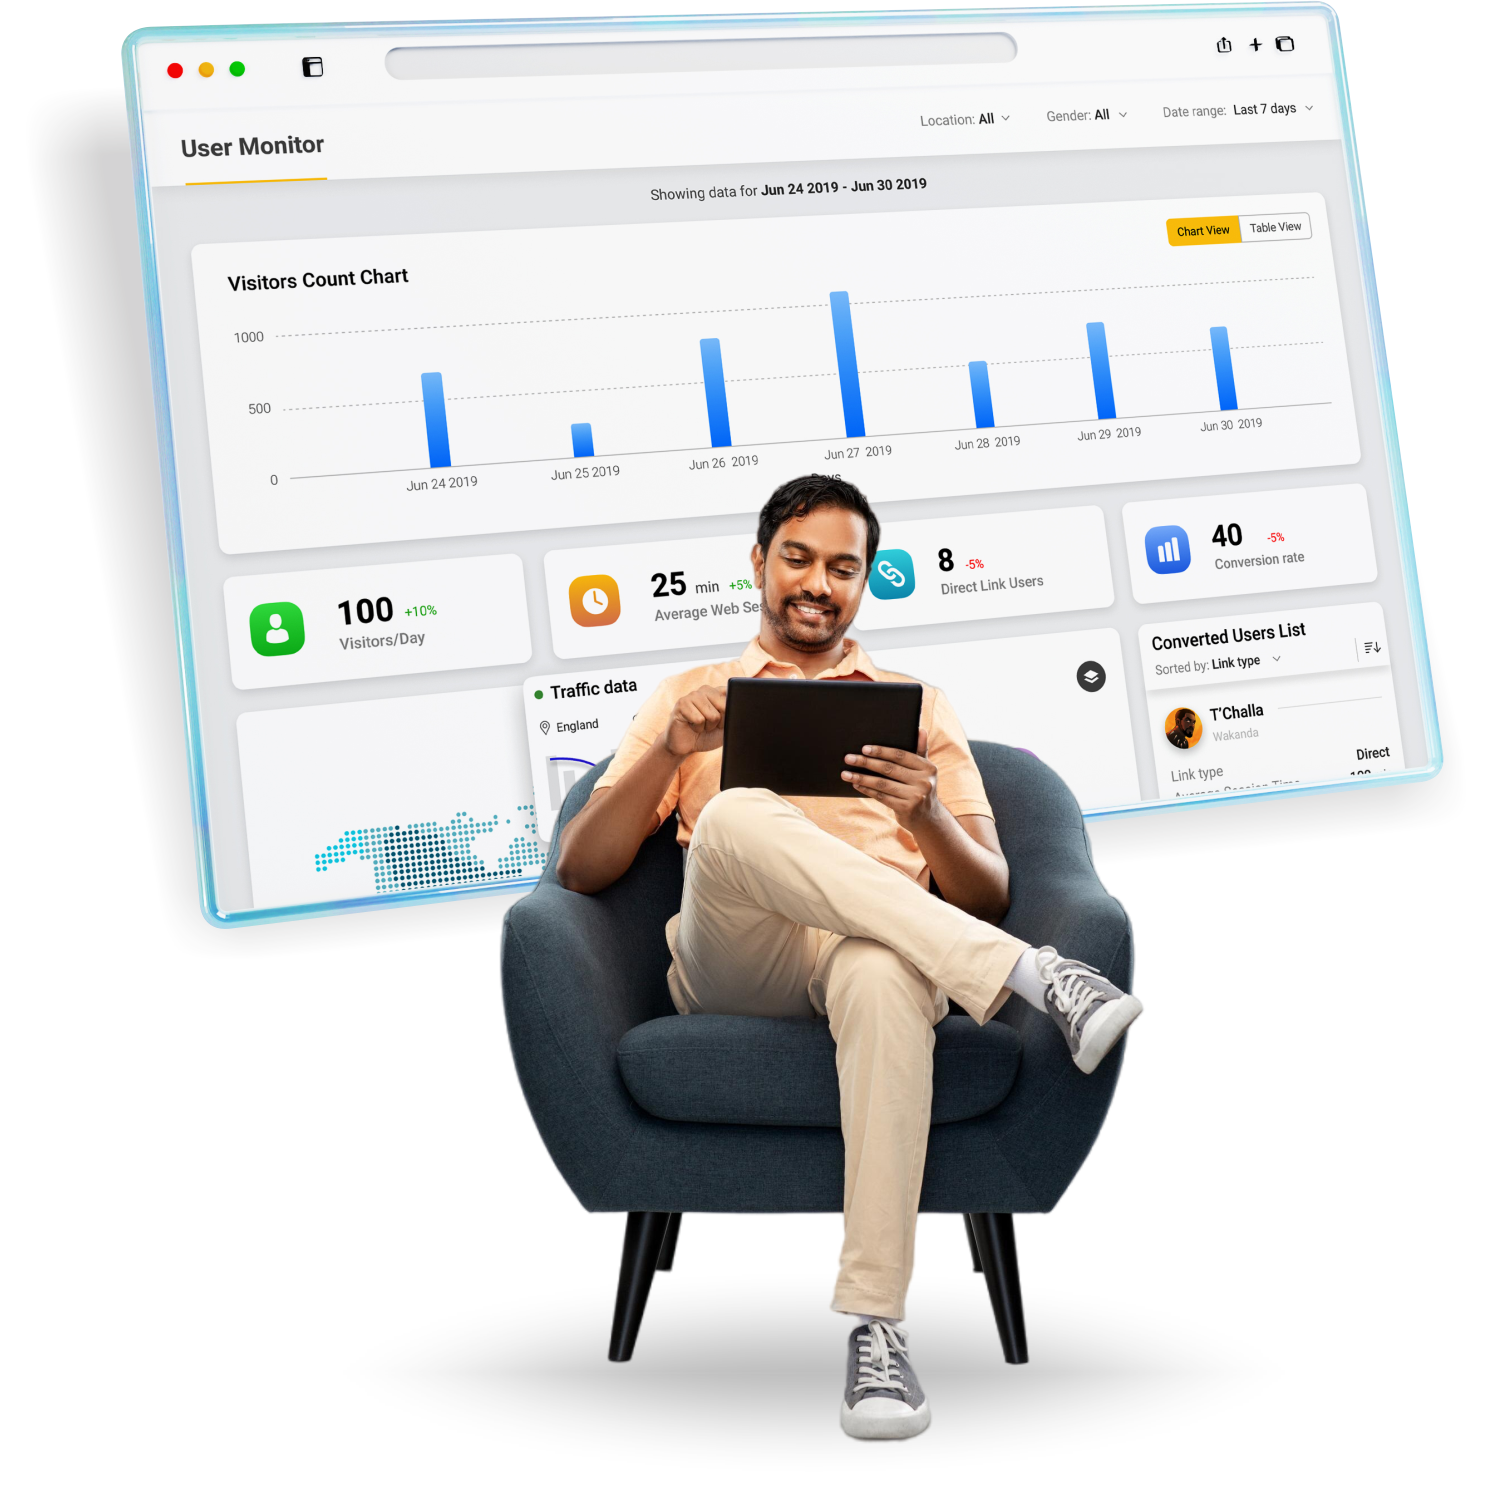 User Monitor
Location: All
Gender: All
Date range: Last 7 days
Showing data for Jun 24 2019 - Jun 30 2019
Chart View
Table View
Visitors Count Chart
1000
500
0
Jun 24 2019
Jun 25 2019
Jun 26 2019
Jun 27 2019
Jun 28 2019
Jun 29 2019
Jun 30 2019
Days
100 +10%
Visitors/Day
25 min +5%
Average Web Ses
8 -5%
Direct Link Users
40 -5%
Conversion rate
Traffic data
England
Converted Users List
Sorted by: Link type
T'Challa
Wakanda
Link type
Direct
Average Session Time